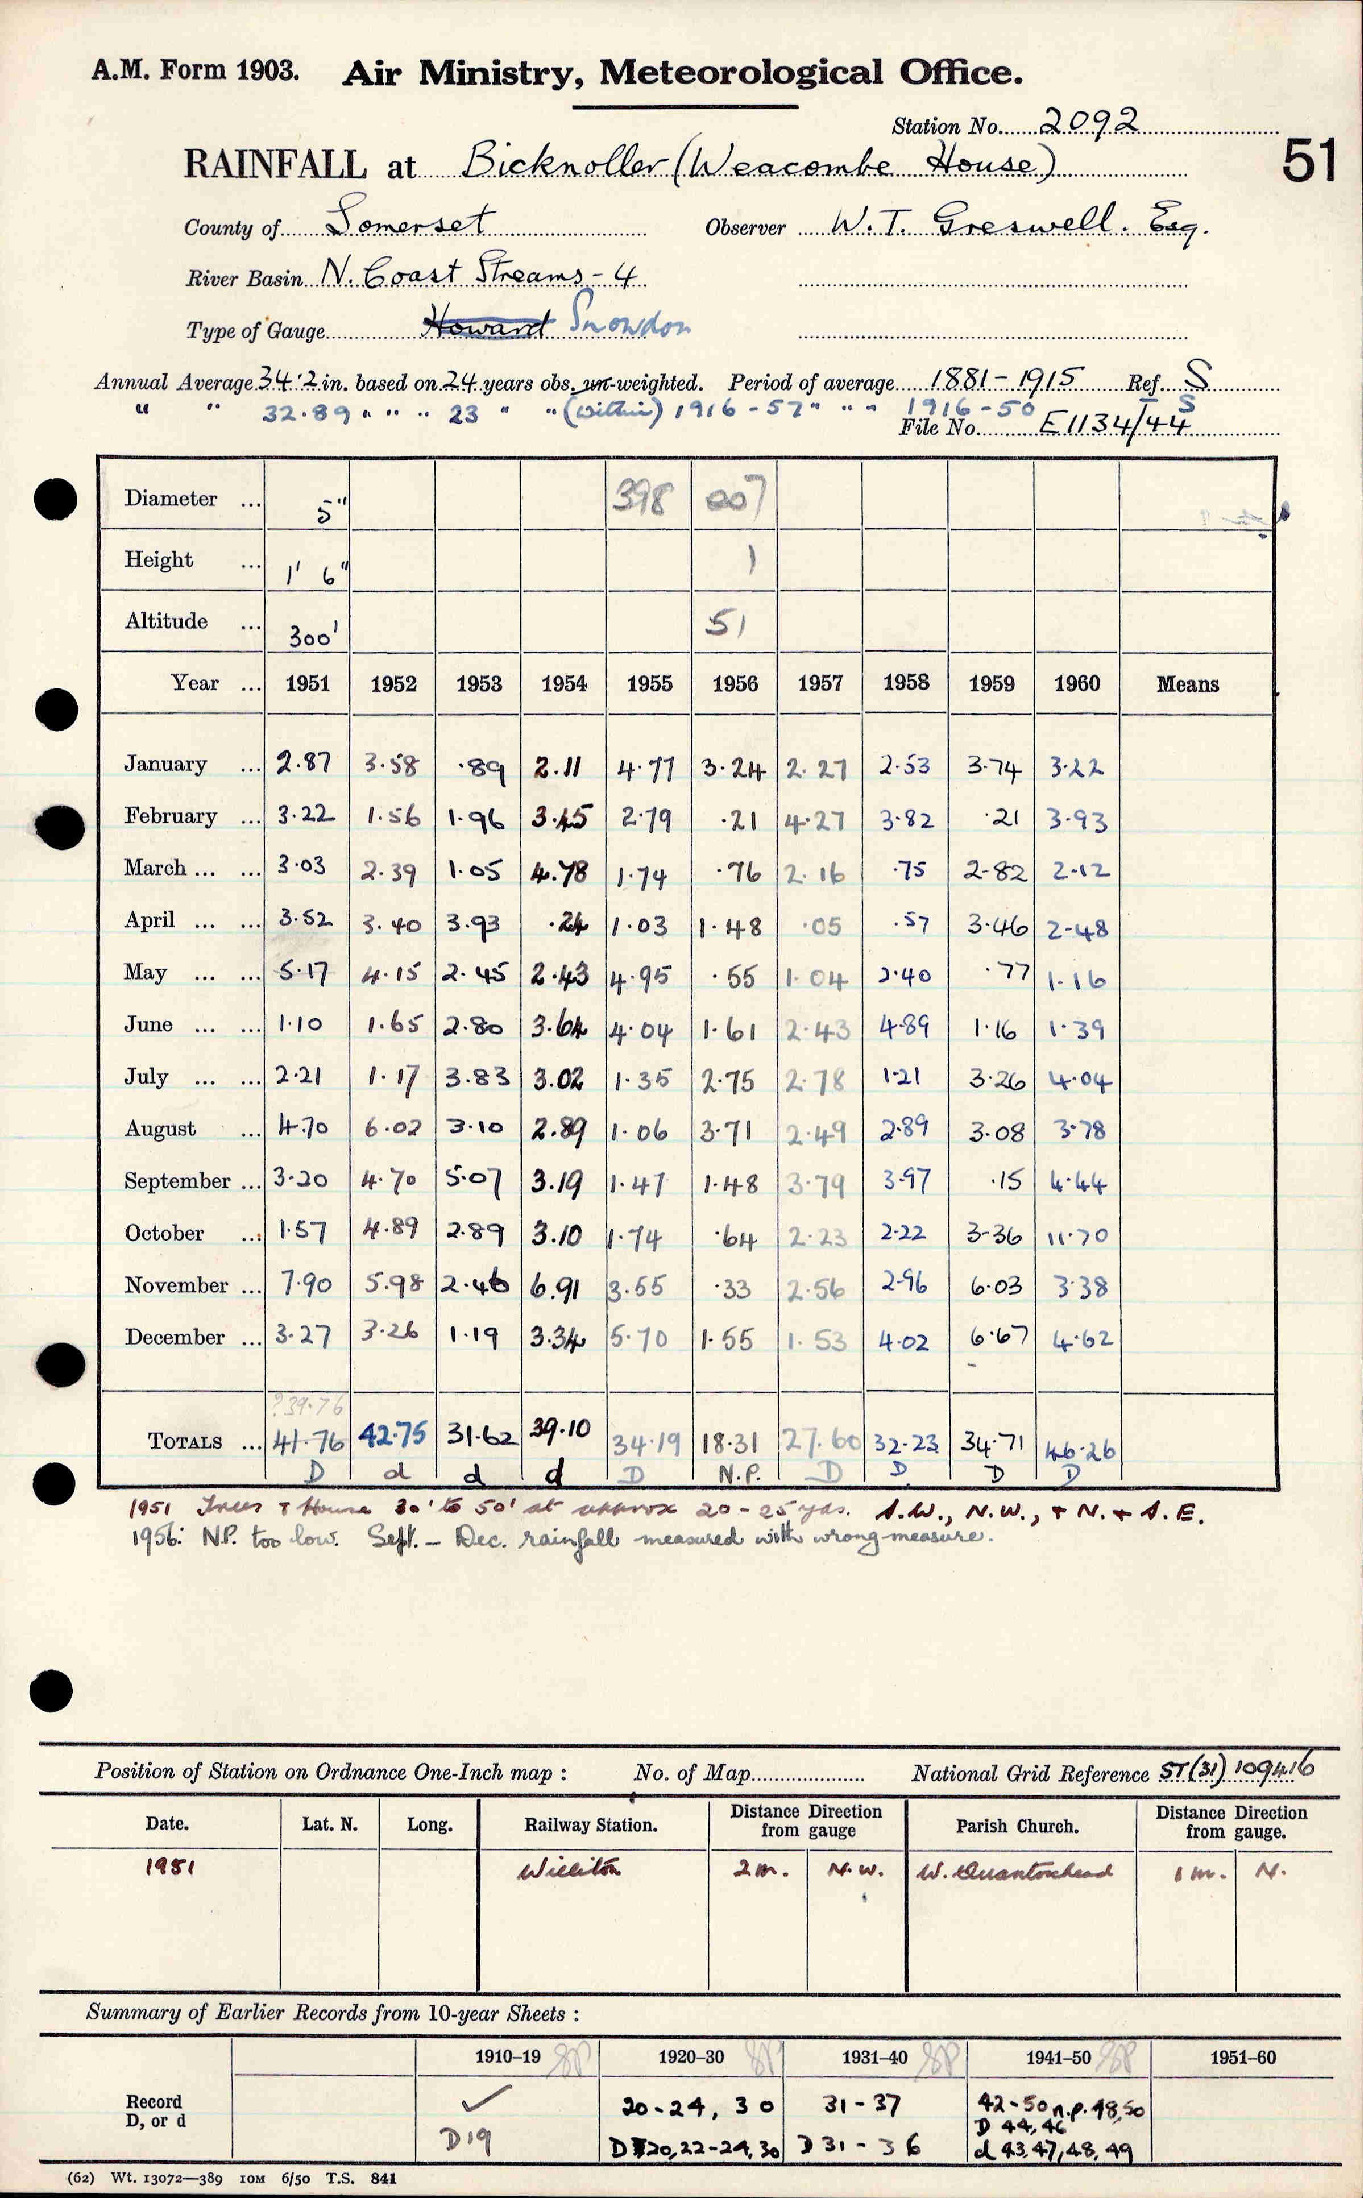 A.M. Form 1903. Air Ministry, Meteorological Office.
Station No. 2092
51
RAINFALL at Bicknoller (Weacombe House)
County of Somerset Observer W.T. Greswell. Esq.
River Basin N. Coast Streams - 4
Type of Gauge Howard Snowdon
Annual Average 34.2 in. based on 24 years obs. un-weighted. Period of average 1881-1915 Ref. S
" " 32.89 " " " 23 " " (within) 1916-57 " " " 1916-50 S
File No. E1134/44
Diameter ... 5" 398 007
Height ... 1' 6" 1
Altitude ... 300' 51
Year ... 1951 1952 1953 1954 1955 1956 1957 1958 1959 1960 Means
January ... 2.87 3.58 .89 2.11 4.77 3.24 2.27 2.53 3.74 3.22
February ... 3.22 1.56 1.96 3.45 2.79 .21 4.27 3.82 .21 3.93
March ... ... 3.03 2.39 1.05 4.78 1.74 .76 2.16 .75 2.82 2.12
April ... ... 3.52 3.40 3.93 .24 1.03 1.48 .05 .57 3.46 2.48
May ... ... 5.17 4.15 2.45 2.43 4.95 .55 1.04 2.40 .77 1.16
June ... ... 1.10 1.65 2.80 3.64 4.04 1.61 2.43 4.89 1.16 1.39
July ... ... 2.21 1.17 3.83 3.02 1.35 2.75 2.78 1.21 3.26 4.04
August ... 4.70 6.02 3.10 2.89 1.06 3.71 2.49 2.89 3.08 3.78
September ... 3.20 4.70 5.07 3.19 1.47 1.48 3.79 3.97 .15 4.44
October ... 1.57 4.89 2.89 3.10 1.74 .64 2.23 2.22 3.36 11.70
November ... 7.90 5.98 2.46 6.91 3.55 .33 2.56 2.96 6.03 3.38
December ... 3.27 3.26 1.19 3.34 5.70 1.55 1.53 4.02 6.67 4.62
?39.76
TOTALS ... 41.76 42.75 31.62 39.10 34.19 18.31 27.60 32.23 34.71 46.26
D d d d D N.P. D D D D
1951 Trees & House 30' to 50' at approx 20-25 yds. S.W., N.W., & N. & S.E.
1956: N.P. too low. Sept. - Dec. rainfall measured with wrong measure.
Position of Station on Ordnance One-Inch map : No. of Map National Grid Reference ST(31) 109416
Date. Lat. N. Long. Railway Station. Distance Direction from gauge Parish Church. Distance Direction from gauge.
1951 Williton 2 m. N.W. W. Quantoxhead 1 m. N.
Summary of Earlier Records from 10-year Sheets :
1910-19 1920-30 1931-40 1941-50 1951-60
Record ✓ 20-24, 30 31-37 42-50 n.p. 48,50
D, or d D19 D 20,22-24,30 D 31-36 D 44,46
d 43,47,48,49
(62) Wt. 13072—389 10M 6/50 T.S. 841